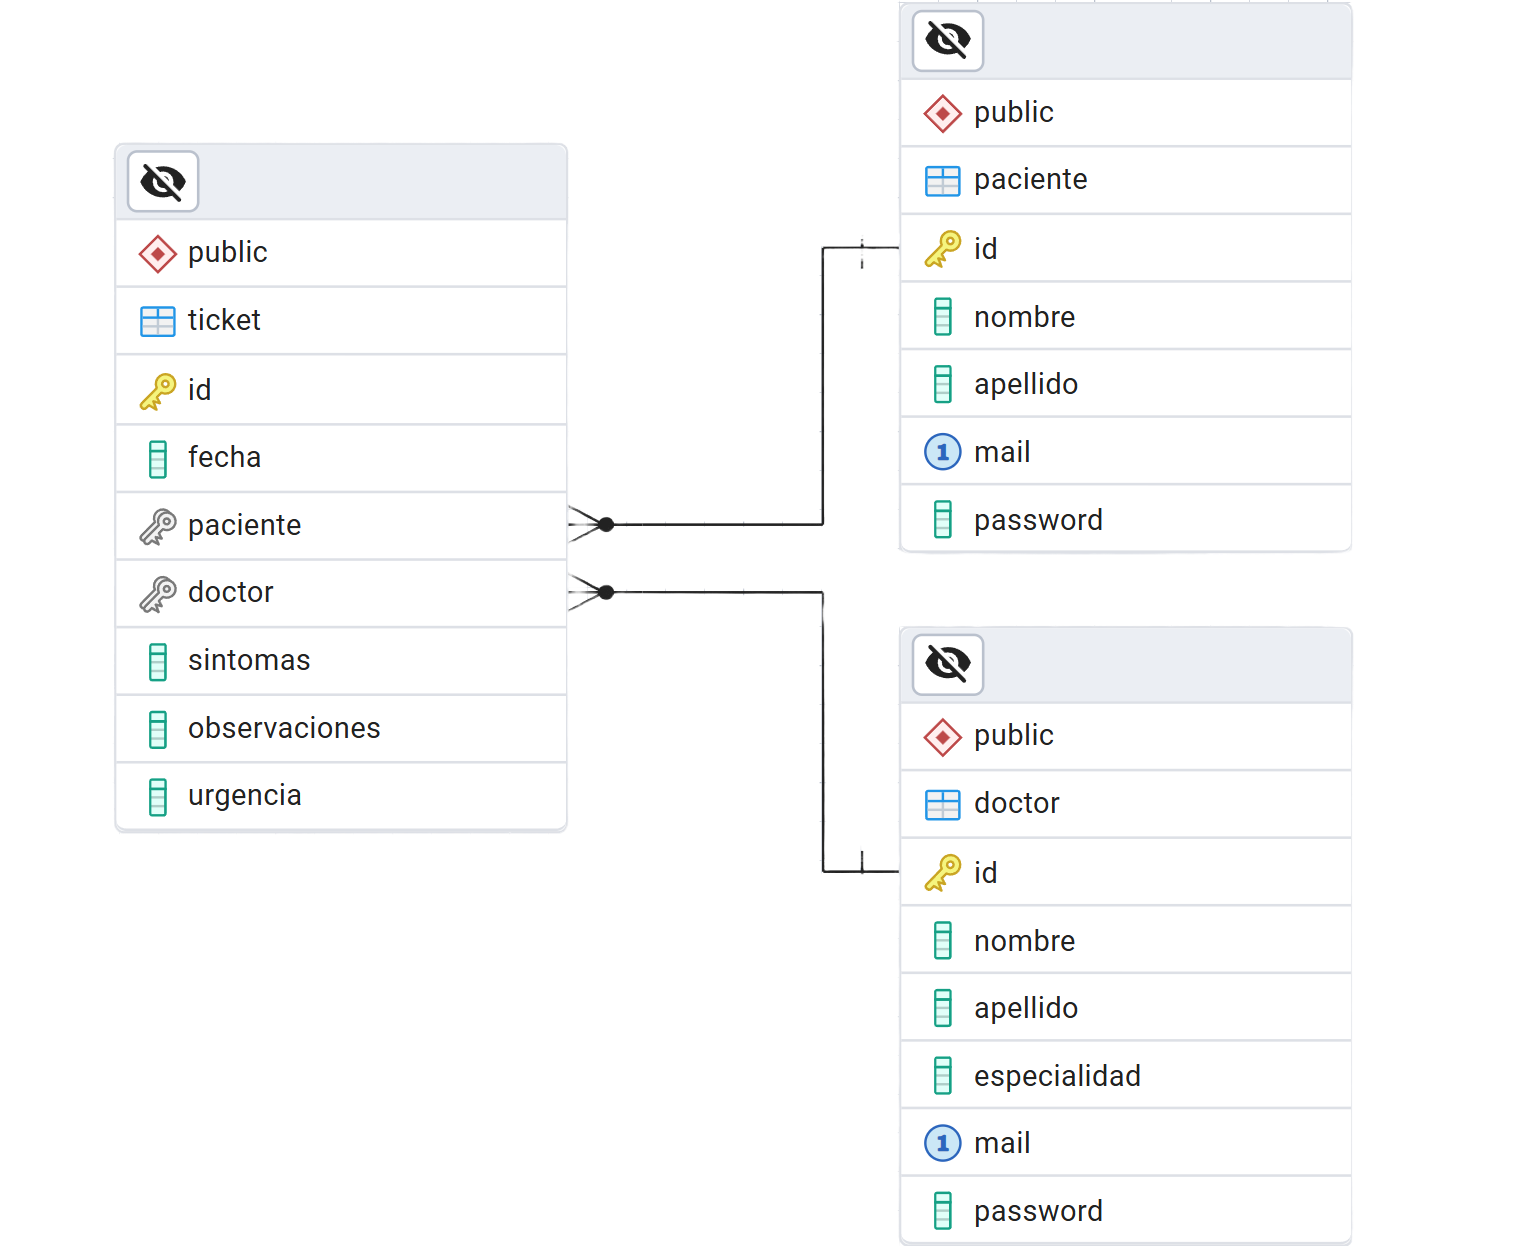 public
ticket
id
fecha
paciente
doctor
sintomas
observaciones
urgencia
public
paciente
id
nombre
apellido
1 mail
password
public
doctor
id
nombre
apellido
especialidad
1 mail
password